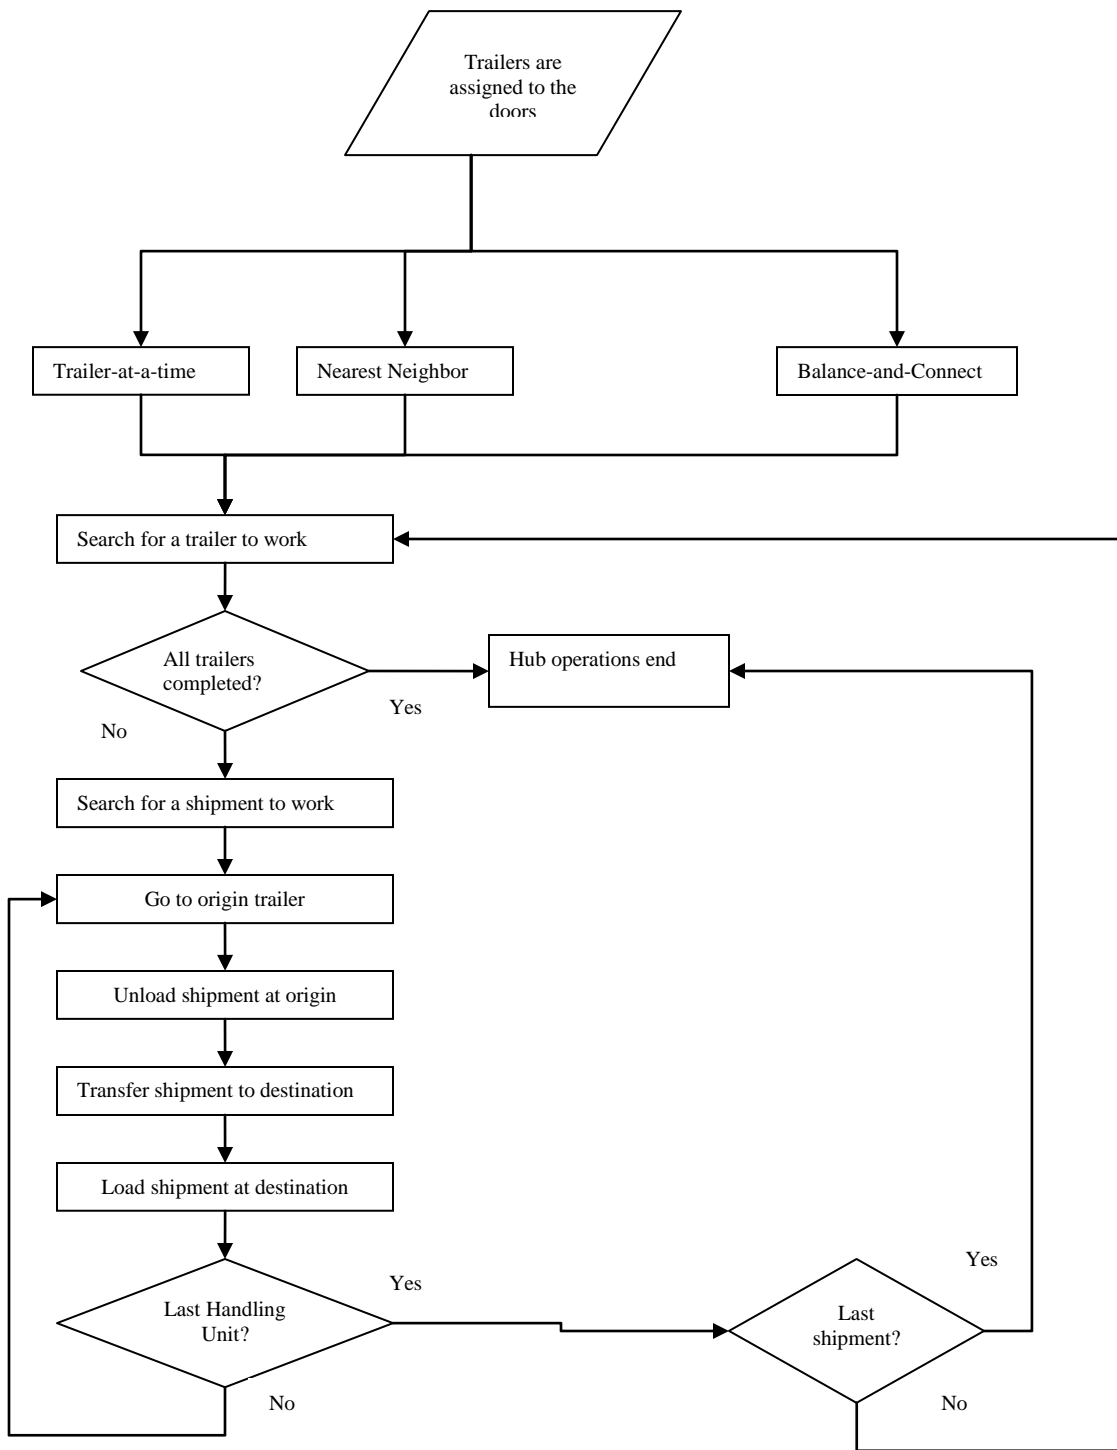 Trailers are
assigned to the
doors
Trailer-at-a-time
Nearest Neighbor
Balance-and-Connect
Search for a trailer to work
All trailers
completed?
Hub operations end
Yes
No
Search for a shipment to work
Go to origin trailer
Unload shipment at origin
Transfer shipment to destination
Load shipment at destination
Last Handling
Unit?
Yes
No
Last
shipment?
Yes
No